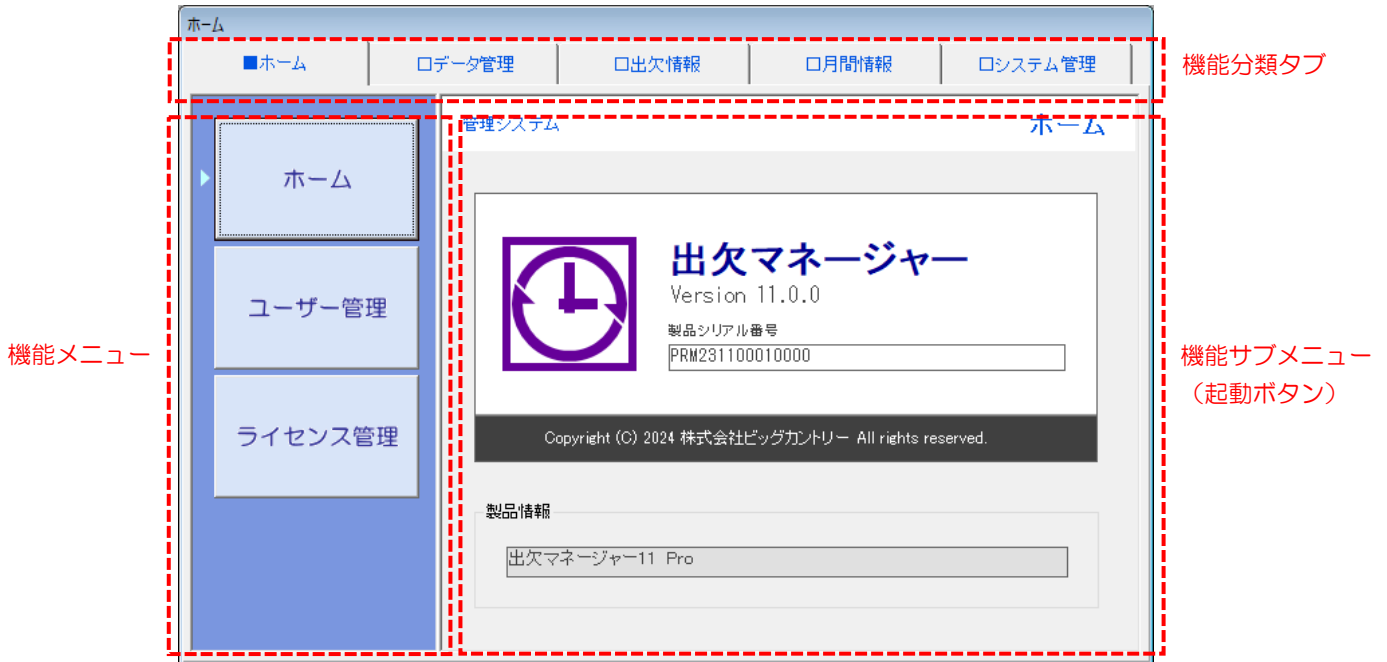 ホーム
■ホーム
□データ管理
□出欠情報
□月間情報
□システム管理
機能分類タブ
管理システム
ホーム
ホーム
ユーザー管理
ライセンス管理
機能メニュー
出欠マネージャー
Version 11.0.0
製品シリアル番号
PRM231100010000
Copyright (C) 2024 株式会社ビッグカントリー All rights reserved.
製品情報
出欠マネージャー11 Pro
機能サブメニュー
（起動ボタン）